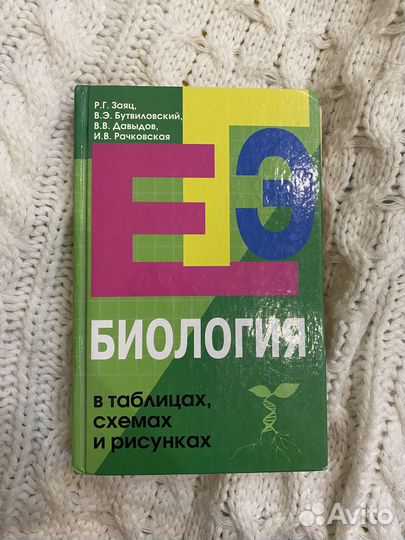 Р.Г. Заяц,
В.Э. Бутвиловский,
В.В. Давыдов,
И.В. Рачковская
ЕГЭ
БИОЛОГИЯ
в таблицах,
схемах
и рисунках
Avito